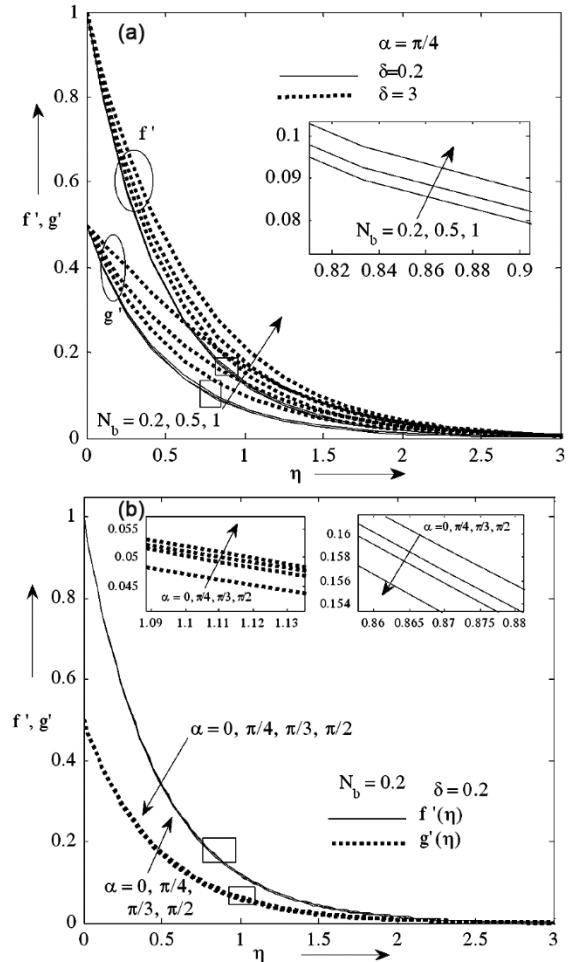 (a)
α = π/4
δ=0.2
δ = 3
f '
g '
f ', g'
1
0.8
0.6
0.4
0.2
0
0.1
0.09
0.08
N_b = 0.2, 0.5, 1
0.82 0.84 0.86 0.88 0.9
N_b = 0.2, 0.5, 1
0 0.5 1 1.5 2 2.5 3
η
(b)
1
0.8
0.6
0.4
0.2
0
0.055
0.05
0.045
α = 0, π/4, π/3, π/2
1.09 1.1 1.11 1.12 1.13 1.135
α=0, π/4, π/3, π/2
0.16
0.158
0.156
0.154
0.86 0.865 0.87 0.875 0.88
f ', g'
α = 0, π/4, π/3, π/2
N_b = 0.2 δ = 0.2
f '(η)
g'(η)
α = 0, π/4,
π/3, π/2
0 0.5 1 1.5 2 2.5 3
η